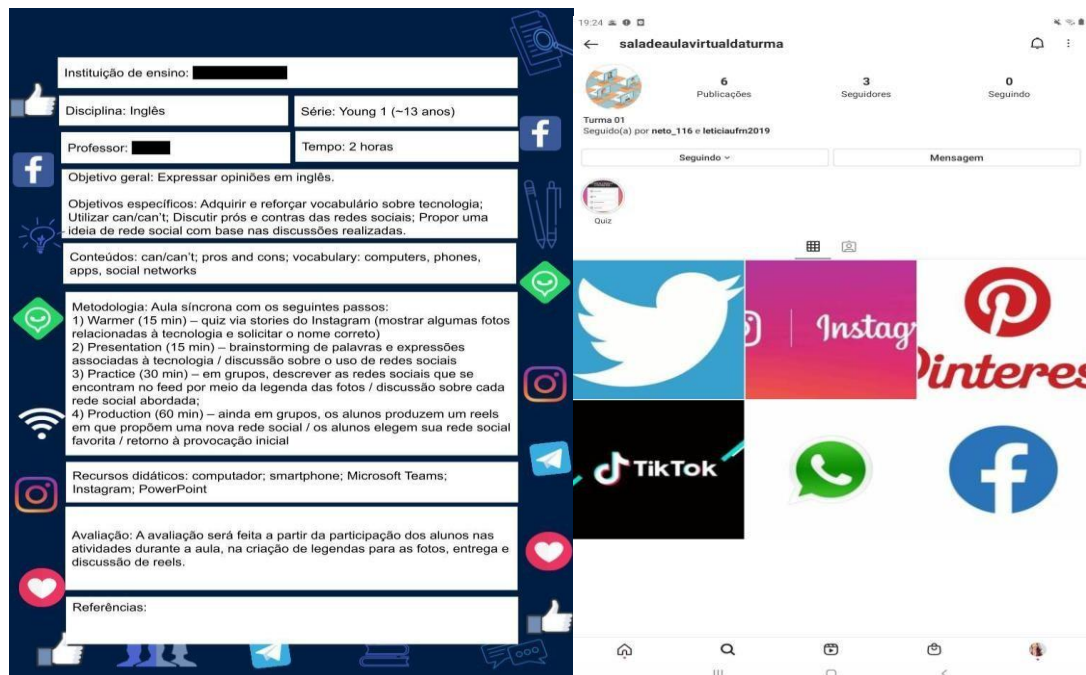 Instituição de ensino:
Disciplina: Inglês
Série: Young 1 (~13 anos)
Professor:
Tempo: 2 horas
Objetivo geral: Expressar opiniões em inglês.
Objetivos específicos: Adquirir e reforçar vocabulário sobre tecnologia;
Utilizar can/can't; Discutir prós e contras das redes sociais; Propor uma
ideia de rede social com base nas discussões realizadas.
Conteúdos: can/can't; pros and cons; vocabulary: computers, phones,
apps, social networks
Metodologia: Aula síncrona com os seguintes passos:
1) Warmer (15 min) – quiz via stories do Instagram (mostrar algumas fotos
relacionadas à tecnologia e solicitar o nome correto)
2) Presentation (15 min) – brainstorming de palavras e expressões
associadas à tecnologia / discussão sobre o uso de redes sociais
3) Practice (30 min) – em grupos, descrever as redes sociais que se
encontram no feed por meio da legenda das fotos / discussão sobre cada
rede social abordada;
4) Production (60 min) – ainda em grupos, os alunos produzem um reels
em que propõem uma nova rede social / os alunos elegem sua rede social
favorita / retorno à provocação inicial
Recursos didáticos: computador; smartphone; Microsoft Teams;
Instagram; PowerPoint
Avaliação: A avaliação será feita a partir da participação dos alunos nas
atividades durante a aula, na criação de legendas para as fotos, entrega e
discussão de reels.
Referências:
19:24
saladeaulavirtualdaturma
6 3 0
Publicações Seguidores Seguindo
Turma 01
Seguido(a) por neto_116 e leticiaufrn2019
Seguindo Mensagem
Quiz
Instag
Pinteres
TikTok